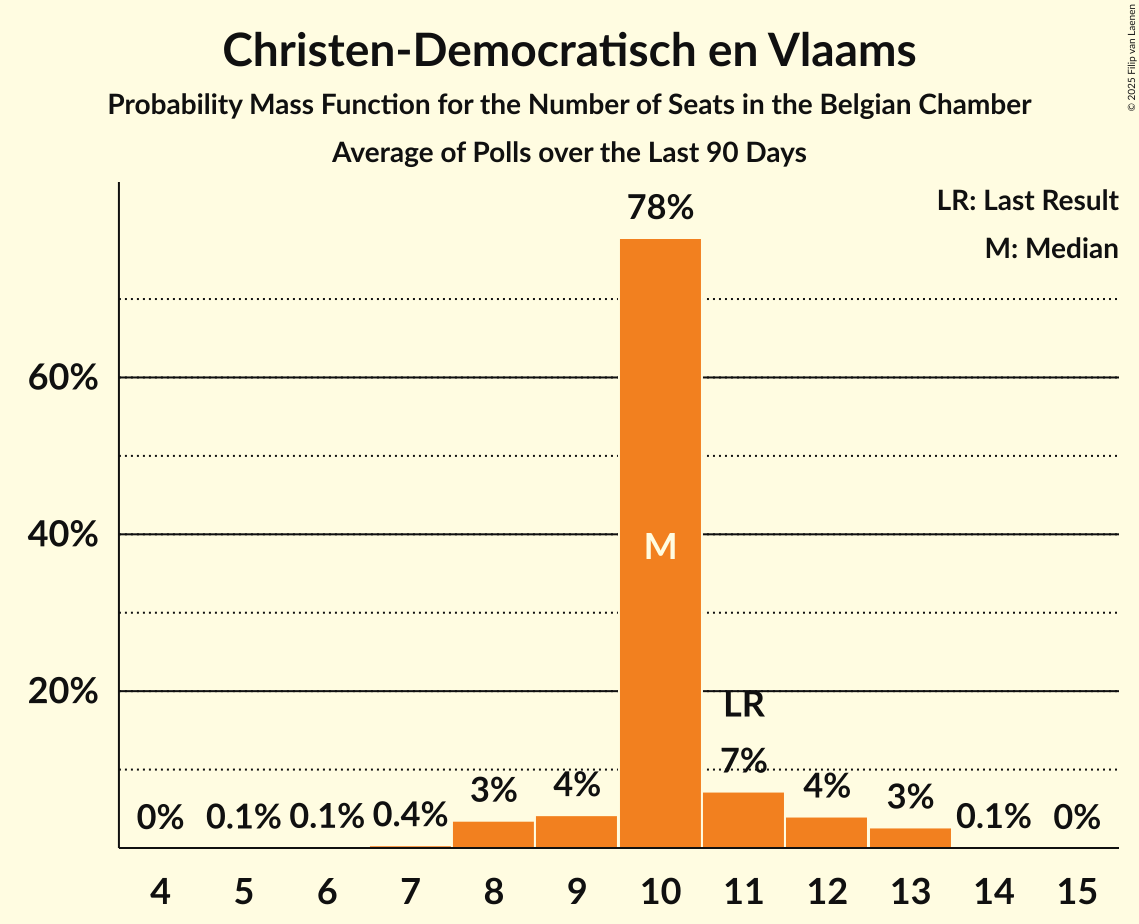 Christen-Democratisch en Vlaams
Probability Mass Function for the Number of Seats in the Belgian Chamber
Average of Polls over the Last 90 Days
© 2025 Filip van Laenen
LR: Last Result
M: Median
78%
60%
40%
M
20%
LR
7%
0% 0.1% 0.1% 0.4% 3% 4% 4% 3% 0.1% 0%
4 5 6 7 8 9 10 11 12 13 14 15